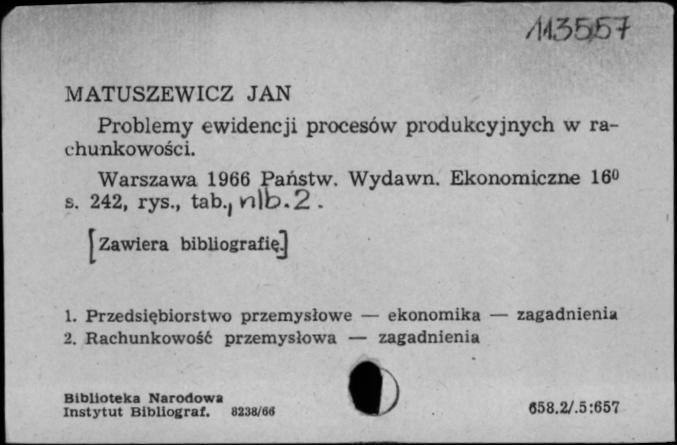 113557
MATUSZEWICZ JAN
Problemy ewidencji procesów produkcyjnych w ra-
chunkowości.
Warszawa 1966 Państw. Wydawn. Ekonomiczne 16⁰
s. 242, rys., tab., nlb. 2.
[Zawiera bibliografię.]
1. Przedsiębiorstwo przemysłowe — ekonomika — zagadnienia
2. Rachunkowość przemysłowa — zagadnienia
Biblioteka Narodowa
Instytut Bibliograf. 8238/66
658.2/.5:657